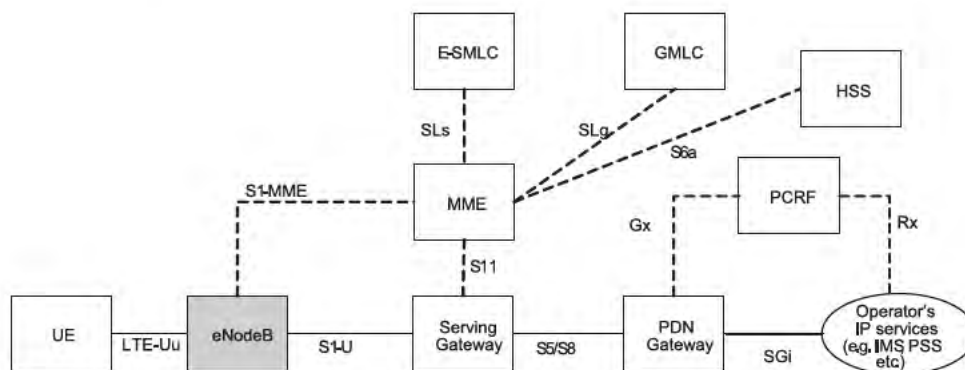 E-SMLC
GMLC
HSS
SLs
SLg
S6a
S1-MME
MME
PCRF
Gx
Rx
S11
UE
LTE-Uu
eNodeB
S1-U
Serving
Gateway
S5/S8
PDN
Gateway
SGi
Operator's
IP services
(e.g, IMS, PSS
etc.)